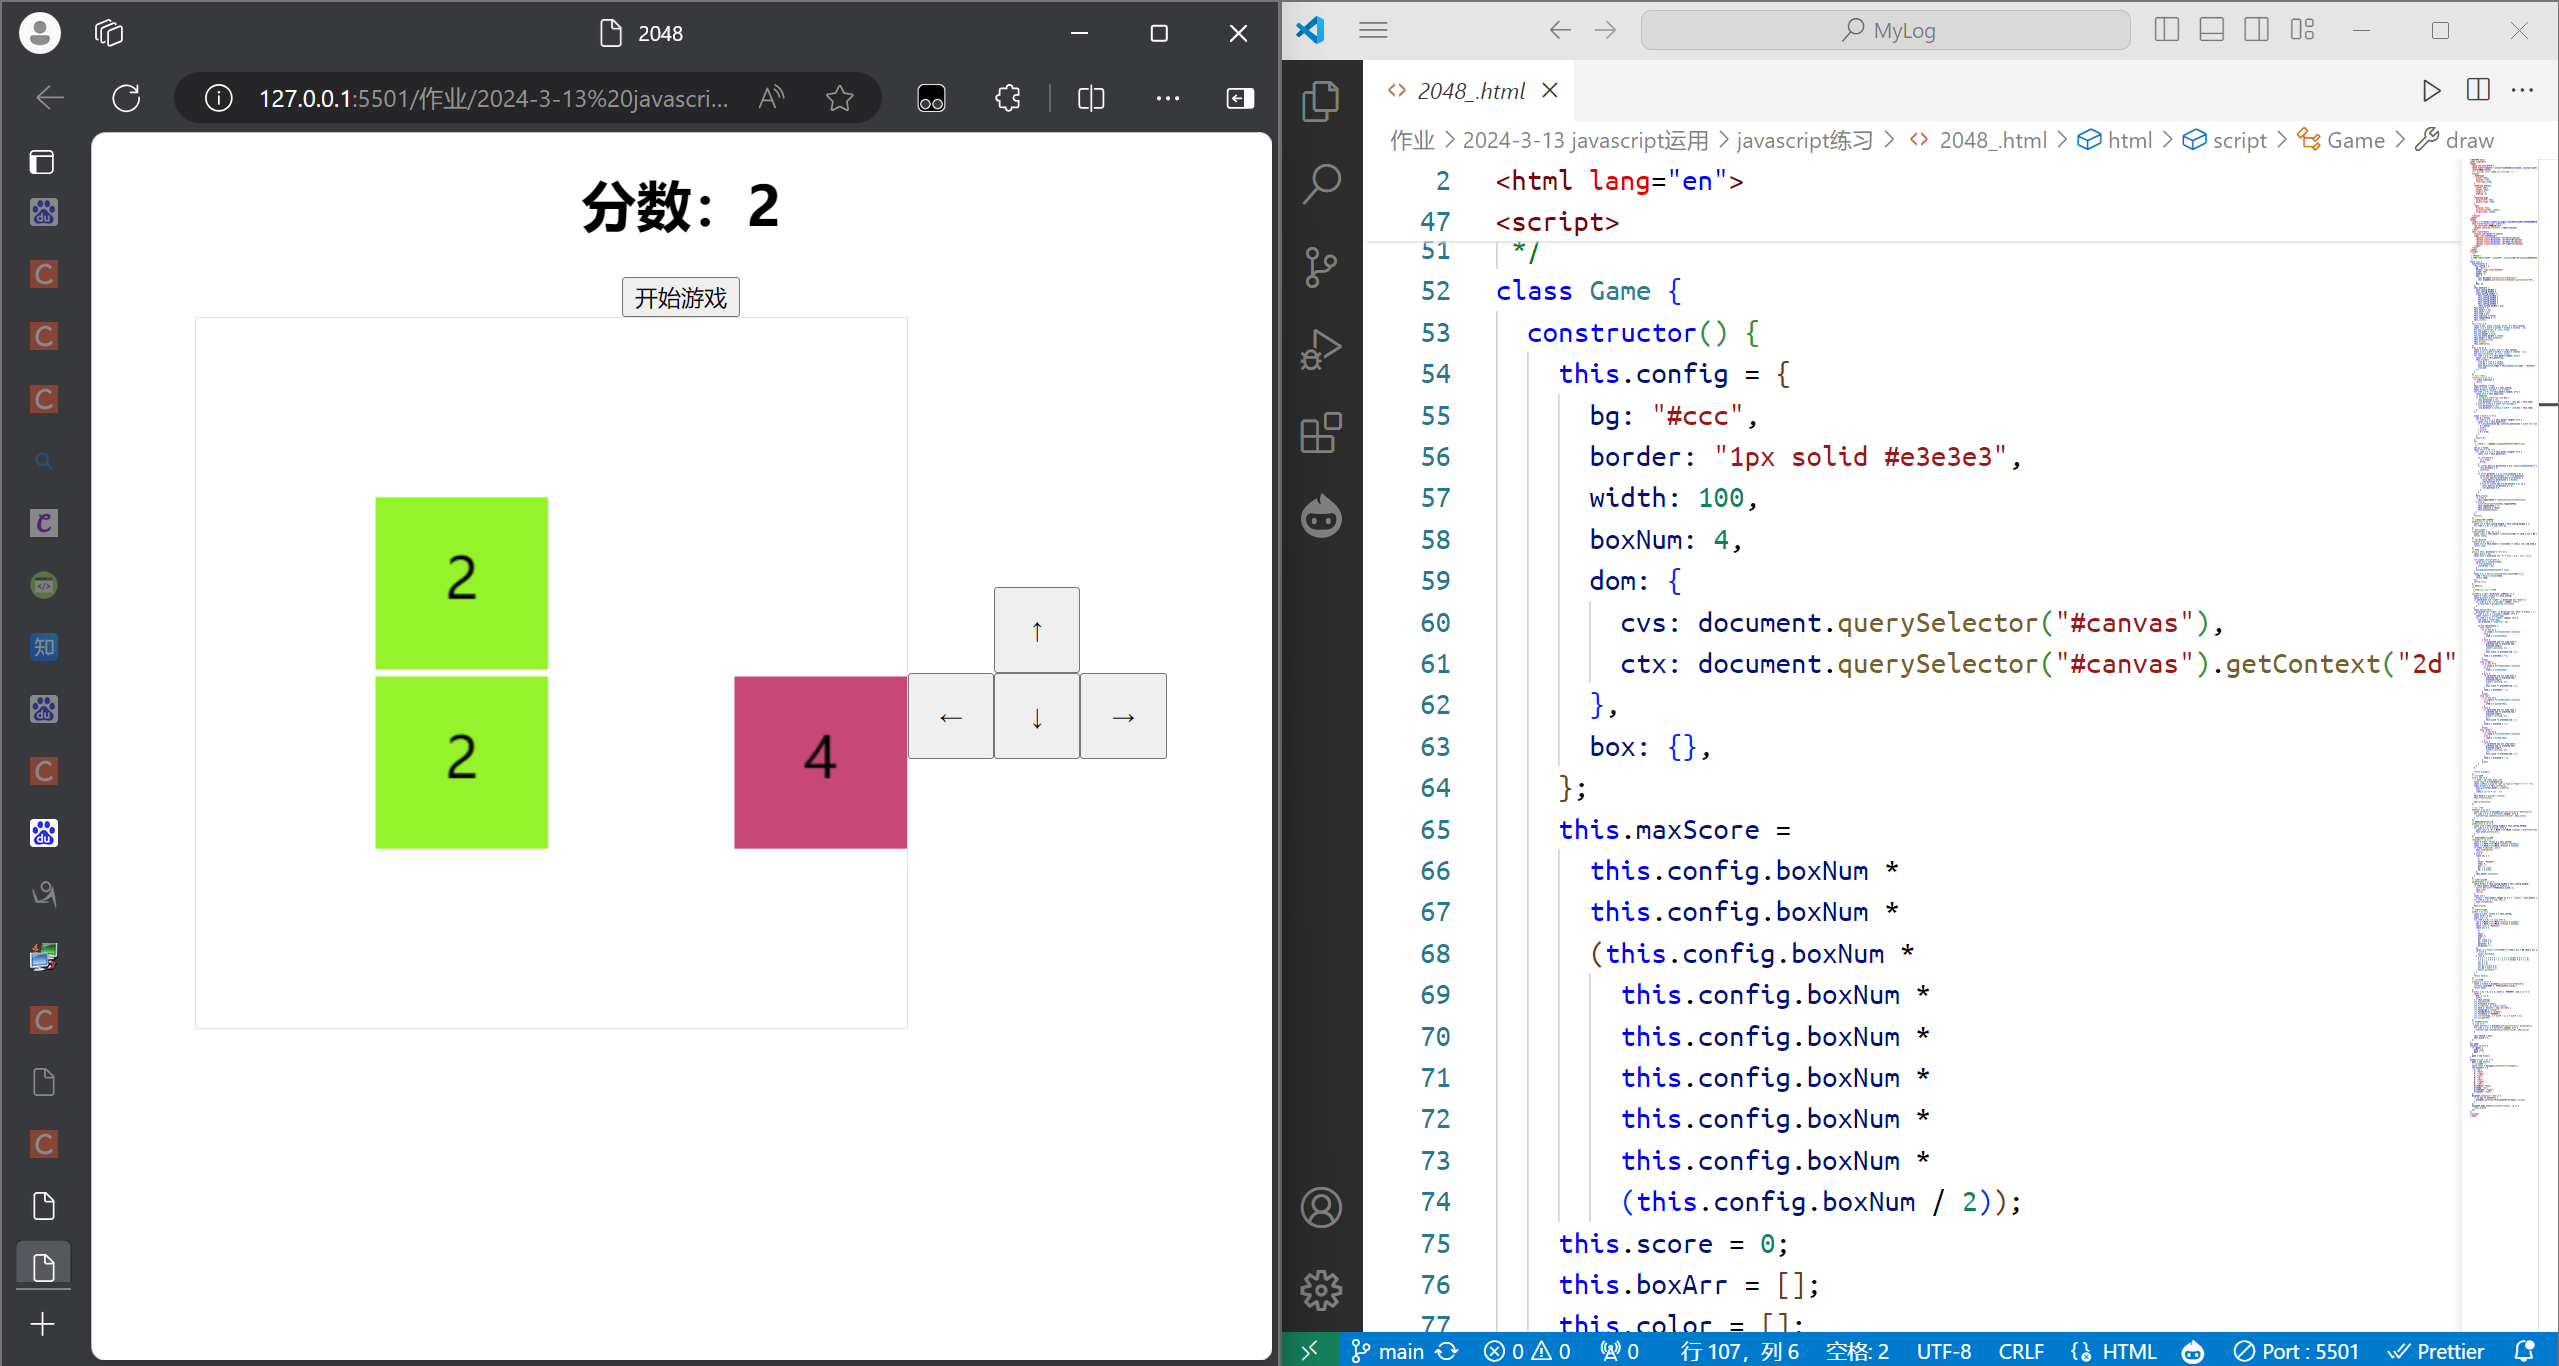 2048
127.0.0.1:5501/作业/2024-3-13%20javascri...
分数：2
开始游戏
2
↑
2
4
←
↓
→
MyLog
2048_.html
作业 > 2024-3-13 javascript运用 > javascript练习 > 2048_.html > html > script > Game > draw
2 <html lang="en">
47 <script>
51 */
52 class Game {
53 constructor() {
54 this.config = {
55 bg: "#ccc",
56 border: "1px solid #e3e3e3",
57 width: 100,
58 boxNum: 4,
59 dom: {
60 cvs: document.querySelector("#canvas"),
61 ctx: document.querySelector("#canvas").getContext("2d"
62 },
63 box: {},
64 };
65 this.maxScore =
66 this.config.boxNum *
67 this.config.boxNum *
68 (this.config.boxNum *
69 this.config.boxNum *
70 this.config.boxNum *
71 this.config.boxNum *
72 this.config.boxNum *
73 this.config.boxNum *
74 (this.config.boxNum / 2));
75 this.score = 0;
76 this.boxArr = [];
77 this.color = [];
main 0 0 0 行 107，列 6 空格: 2 UTF-8 CRLF HTML Port : 5501 Prettier